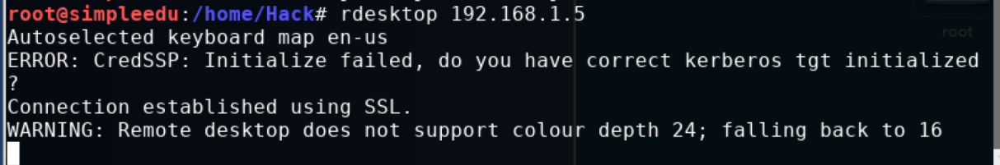 root@simpleedu:/home/Hack# rdesktop 192.168.1.5
Autoselected keyboard map en-us
ERROR: CredSSP: Initialize failed, do you have correct kerberos tgt initialized
?
Connection established using SSL.
WARNING: Remote desktop does not support colour depth 24; falling back to 16
root